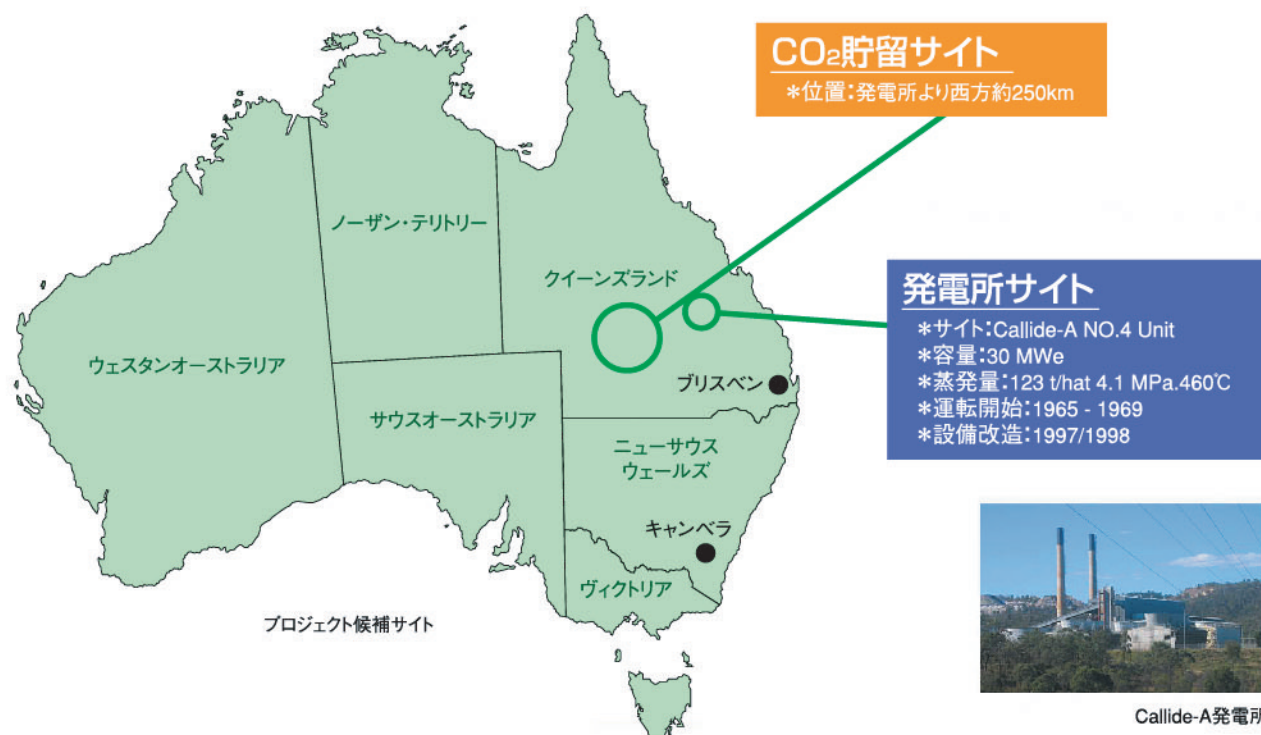 CO₂貯留サイト
*位置:発電所より西方約250km
ノーザン・テリトリー
クイーンズランド
発電所サイト
*サイト:Callide-A NO.4 Unit
*容量:30 MWe
*蒸発量:123 t/hat 4.1 MPa.460℃
*運転開始:1965 - 1969
*設備改造:1997/1998
ウェスタンオーストラリア
ブリスベン
サウスオーストラリア
ニューサウス
ウェールズ
キャンベラ
ヴィクトリア
プロジェクト候補サイト
Callide-A発電所